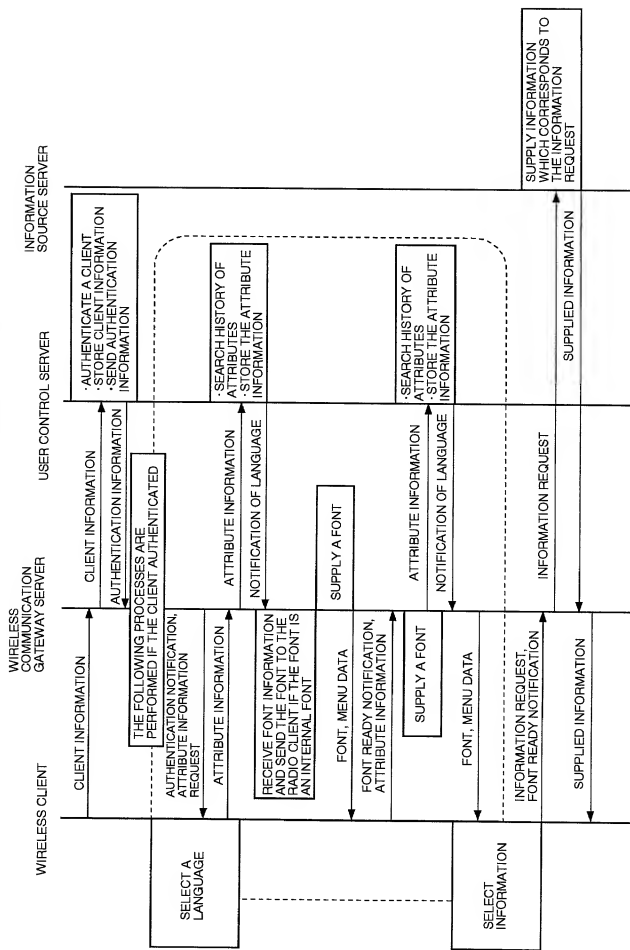 WIRELESS CLIENT
WIRELESS
COMMUNICATION
GATEWAY SERVER
USER CONTROL SERVER
INFORMATION
SOURCE SERVER
CLIENT INFORMATION
CLIENT INFORMATION
·AUTHENTICATE A CLIENT
·STORE CLIENT INFORMATION
·SEND AUTHENTICATION
INFORMATION
AUTHENTICATION INFORMATION
THE FOLLOWING PROCESSES ARE
PERFORMED IF THE CLIENT AUTHENTICATED
AUTHENTICATION NOTIFICATION,
ATTRIBUTE INFORMATION
REQUEST
SELECT A
LANGUAGE
ATTRIBUTE INFORMATION
ATTRIBUTE INFORMATION
·SEARCH HISTORY OF
ATTRIBUTES
·STORE THE ATTRIBUTE
INFORMATION
NOTIFICATION OF LANGUAGE
RECEIVE FONT INFORMATION
AND SEND THE FONT TO THE
RADIO CLIENT IF THE FONT IS
AN INTERNAL FONT
SUPPLY A FONT
FONT, MENU DATA
FONT READY NOTIFICATION,
ATTRIBUTE INFORMATION
SUPPLY A FONT
ATTRIBUTE INFORMATION
·SEARCH HISTORY OF
ATTRIBUTES
·STORE THE ATTRIBUTE
INFORMATION
NOTIFICATION OF LANGUAGE
FONT, MENU DATA
SELECT
INFORMATION
INFORMATION REQUEST,
FONT READY NOTIFICATION
INFORMATION REQUEST
SUPPLY INFORMATION
WHICH CORRESPONDS TO
THE INFORMATION
REQUEST
SUPPLIED INFORMATION
SUPPLIED INFORMATION